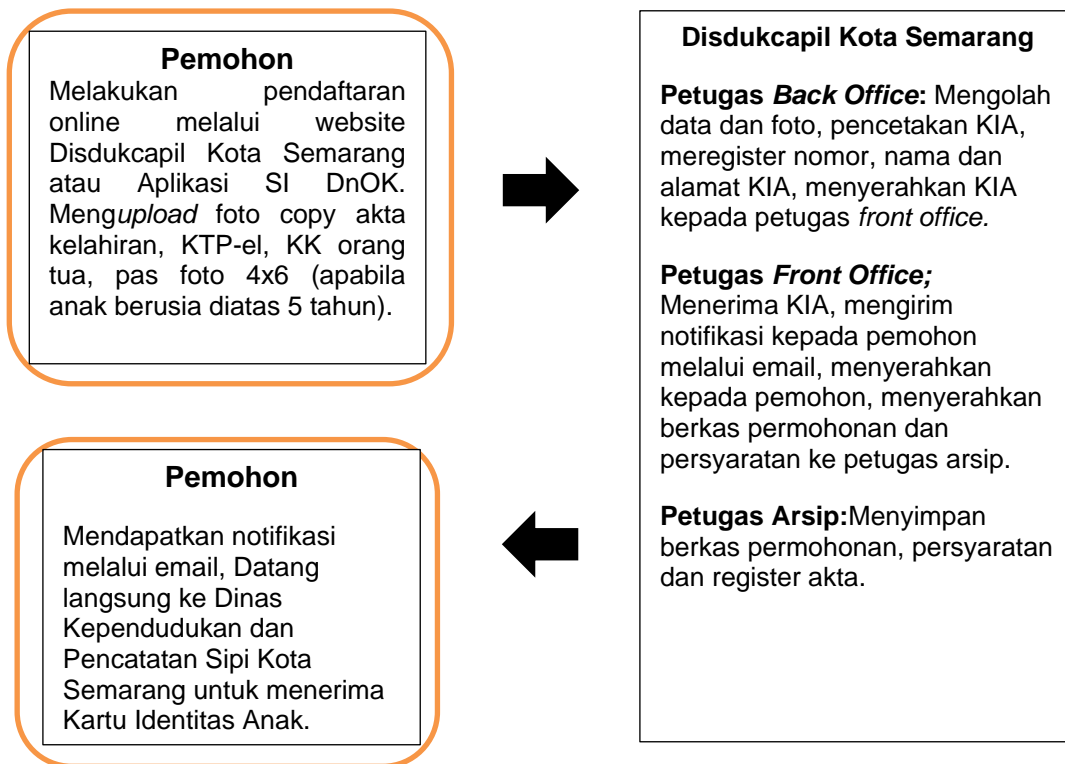 Pemohon
Melakukan pendaftaran
online melalui website
Disdukcapil Kota Semarang
atau Aplikasi SI DnOK.
Mengupload foto copy akta
kelahiran, KTP-el, KK orang
tua, pas foto 4x6 (apabila
anak berusia diatas 5 tahun).
Disdukcapil Kota Semarang
Petugas Back Office: Mengolah
data dan foto, pencetakan KIA,
meregister nomor, nama dan
alamat KIA, menyerahkan KIA
kepada petugas front office.
Petugas Front Office;
Menerima KIA, mengirim
notifikasi kepada pemohon
melalui email, menyerahkan
kepada pemohon, menyerahkan
berkas permohonan dan
persyaratan ke petugas arsip.
Petugas Arsip:Menyimpan
berkas permohonan, persyaratan
dan register akta.
Pemohon
Mendapatkan notifikasi
melalui email, Datang
langsung ke Dinas
Kependudukan dan
Pencatatan Sipi Kota
Semarang untuk menerima
Kartu Identitas Anak.